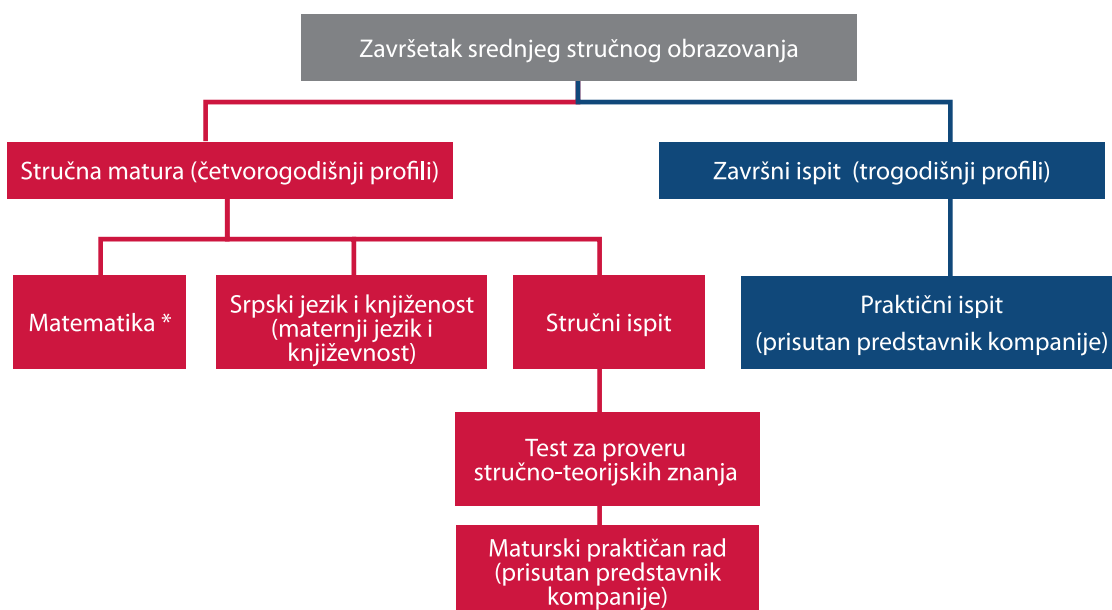 Završetak srednjeg stručnog obrazovanja
Stručna matura (četvorogodišnji profili)
Završni ispit (trogodišnji profili)
Matematika *
Srpski jezik i knjiženost
(maternji jezik i
književnost)
Stručni ispit
Praktični ispit
(prisutan predstavnik kompanije)
Test za proveru
stručno-teorijskih znanja
Maturski praktičan rad
(prisutan predstavnik
kompanije)